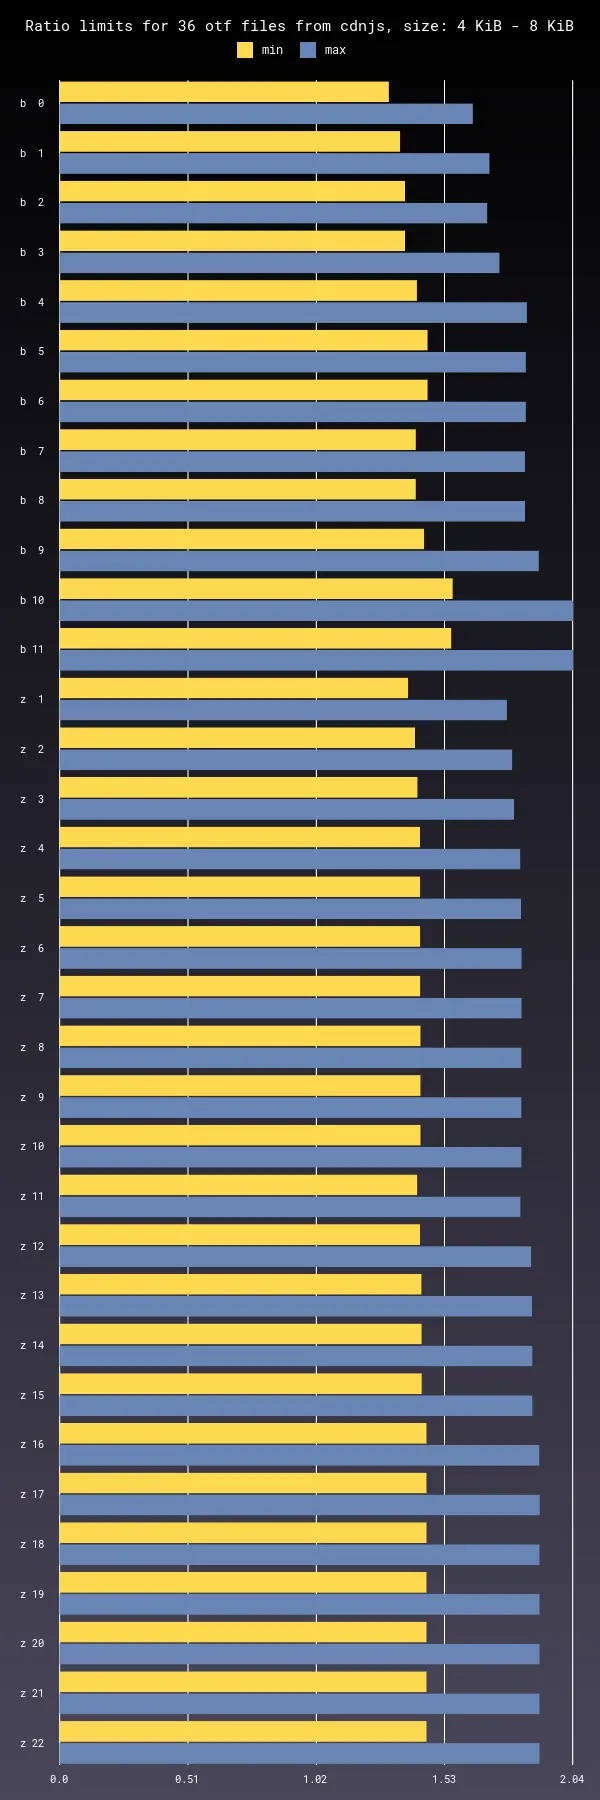 Ratio limits for 36 otf files from cdnjs, size: 4 KiB - 8 KiB
min max
b 0
b 1
b 2
b 3
b 4
b 5
b 6
b 7
b 8
b 9
b 10
b 11
z 1
z 2
z 3
z 4
z 5
z 6
z 7
z 8
z 9
z 10
z 11
z 12
z 13
z 14
z 15
z 16
z 17
z 18
z 19
z 20
z 21
z 22
0.0 0.51 1.02 1.53 2.04